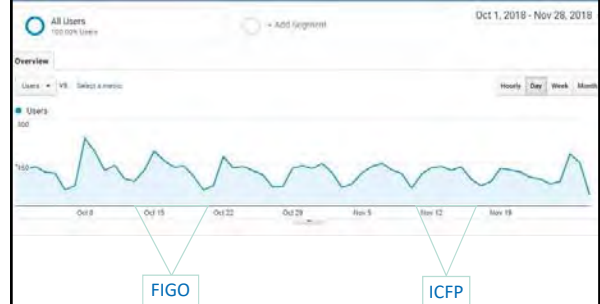 All Users
100.00% Users
+ Add Segment
Oct 1, 2018 - Nov 28, 2018
Overview
Users VS. Select a metric
Hourly Day Week Month
Users
300
150
Oct 8 Oct 15 Oct 22 Oct 29 Nov 5 Nov 12 Nov 19
FIGO ICFP